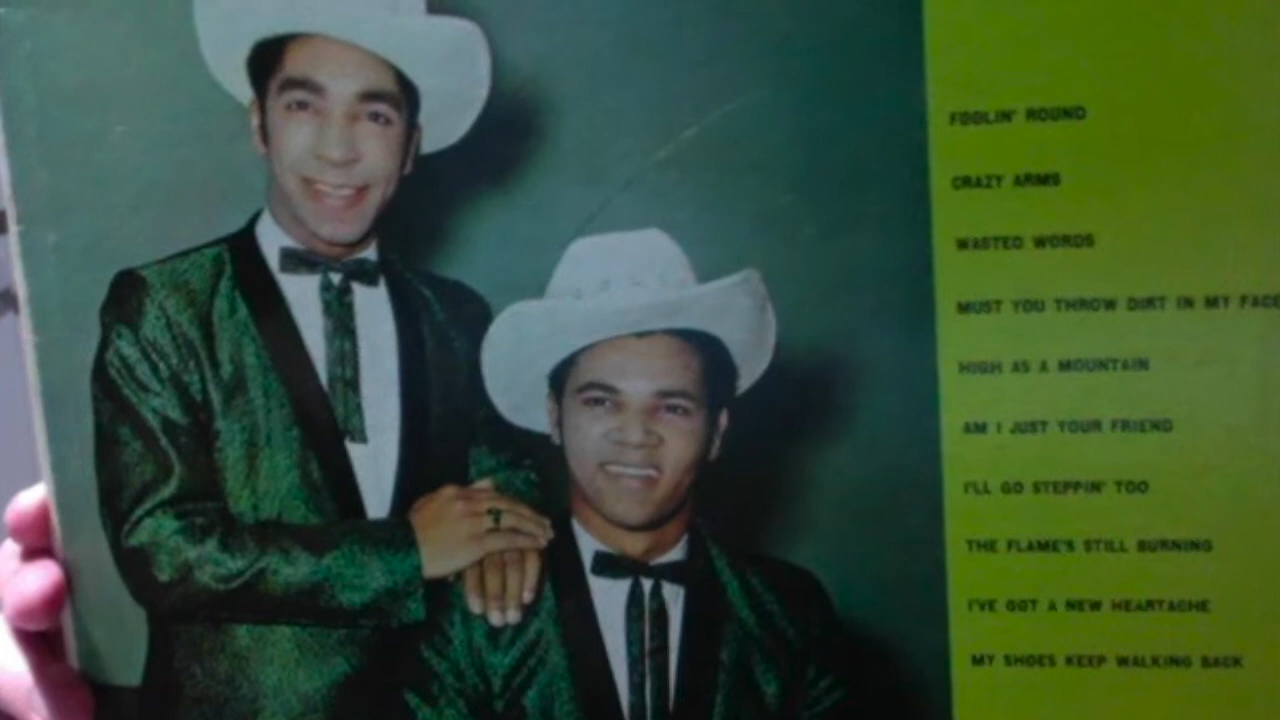 FOOLIN' ROUND
CRAZY ARMS
WASTED WORDS
MUST YOU THROW DIRT IN MY FACE
HIGH AS A MOUNTAIN
AM I JUST YOUR FRIEND
I'LL GO STEPPIN' TOO
THE FLAME'S STILL BURNING
I'VE GOT A NEW HEARTACHE
MY SHOES KEEP WALKING BACK